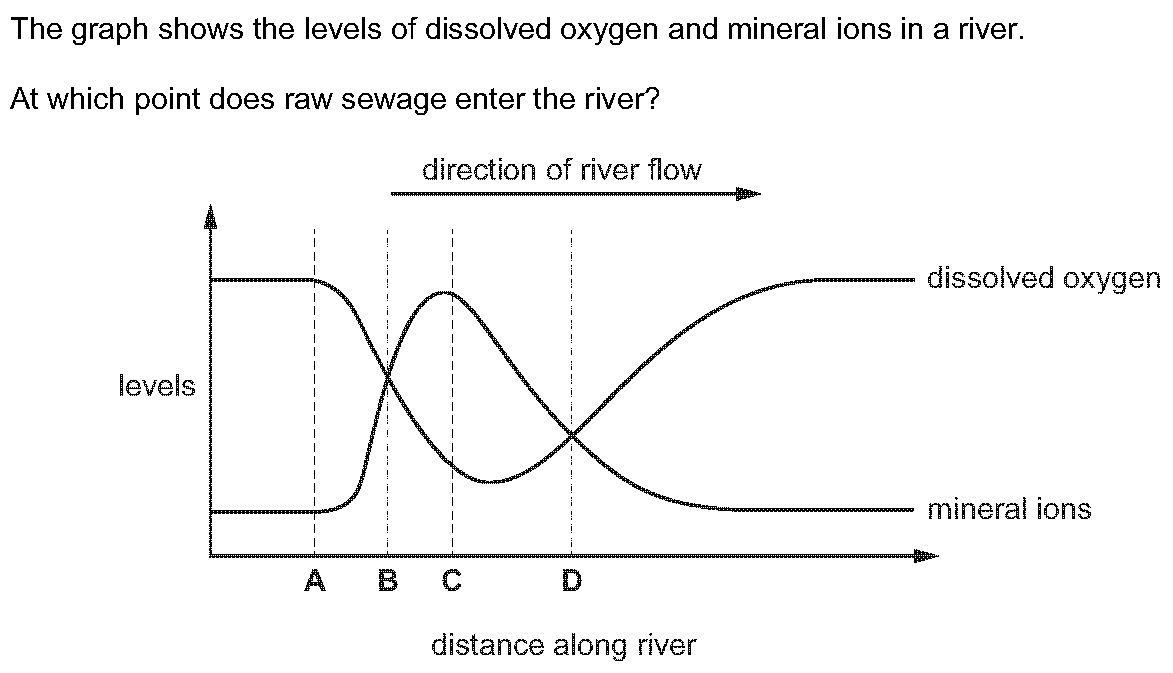 The graph shows the levels of dissolved oxygen and mineral ions in a river.
At which point does raw sewage enter the river?
direction of river flow
dissolved oxygen
levels
mineral ions
A B C D
distance along river